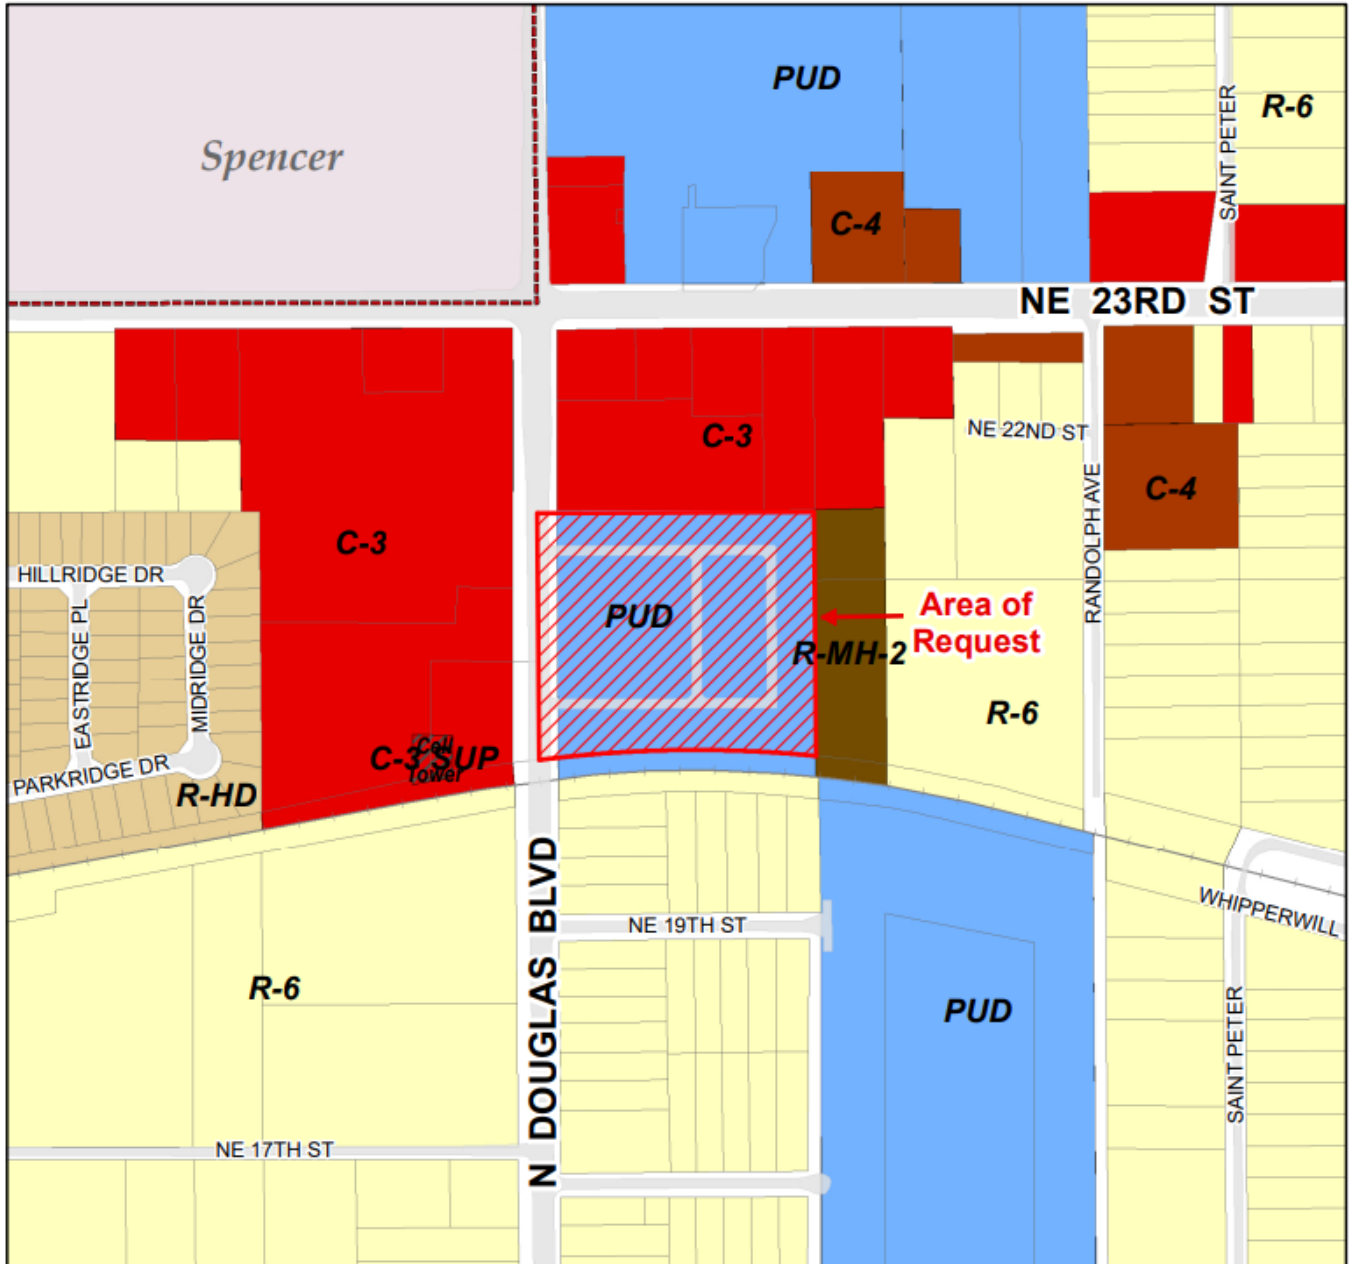 PUD
R-6
SAINT PETER
Spencer
C-4
NE 23RD ST
C-3
NE 22ND ST
C-4
RANDOLPH AVE
C-3
HILLRIDGE DR
EASTRIDGE PL
MIDRIDGE DR
PUD
Area of
Request
R-MH-2
R-6
C-3 SUP
Cell
Tower
PARKRIDGE DR
R-HD
N DOUGLAS BLVD
WHIPPERWILL
NE 19TH ST
R-6
PUD
SAINT PETER
NE 17TH ST